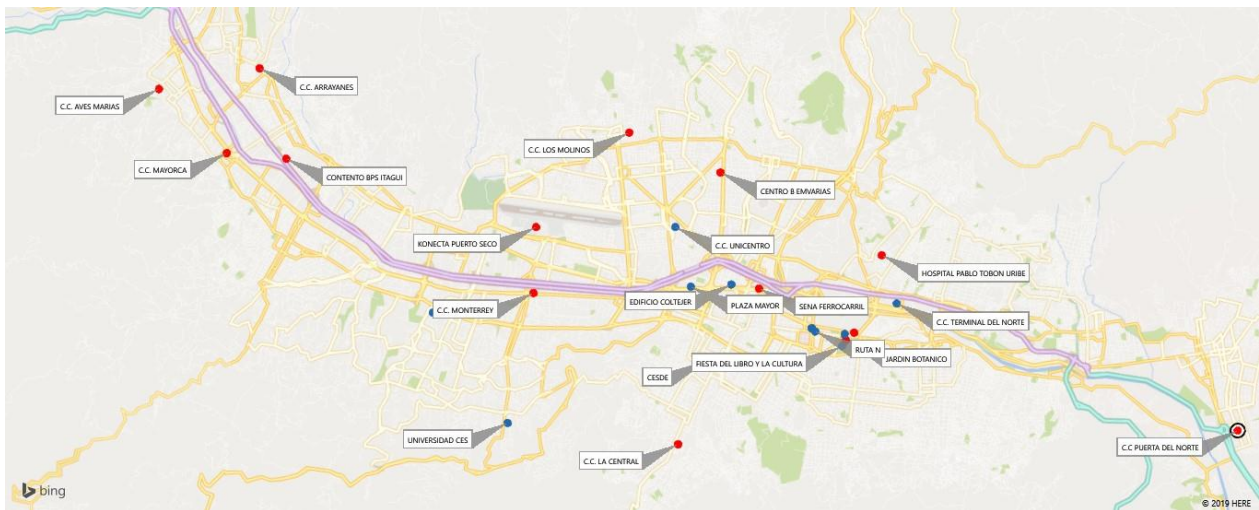 C.C. ARRAYANES
C.C. AVES MARIAS
C.C. LOS MOLINOS
C.C. MAYORCA
CONTENTO BPS ITAGUI
CENTRO B EMVARIAS
KONECTA PUERTO SECO
C.C. UNICENTRO
HOSPITAL PABLO TOBON URIBE
EDIFICIO COLTEJER
PLAZA MAYOR
SENA FERROCARRIL
C.C. MONTERREY
C.C. TERMINAL DEL NORTE
RUTA N
JARDIN BOTANICO
FIESTA DEL LIBRO Y LA CULTURA
CESDE
UNIVERSIDAD CES
C.C PUERTA DEL NORTE
C.C. LA CENTRAL
bing
© 2019 HERE